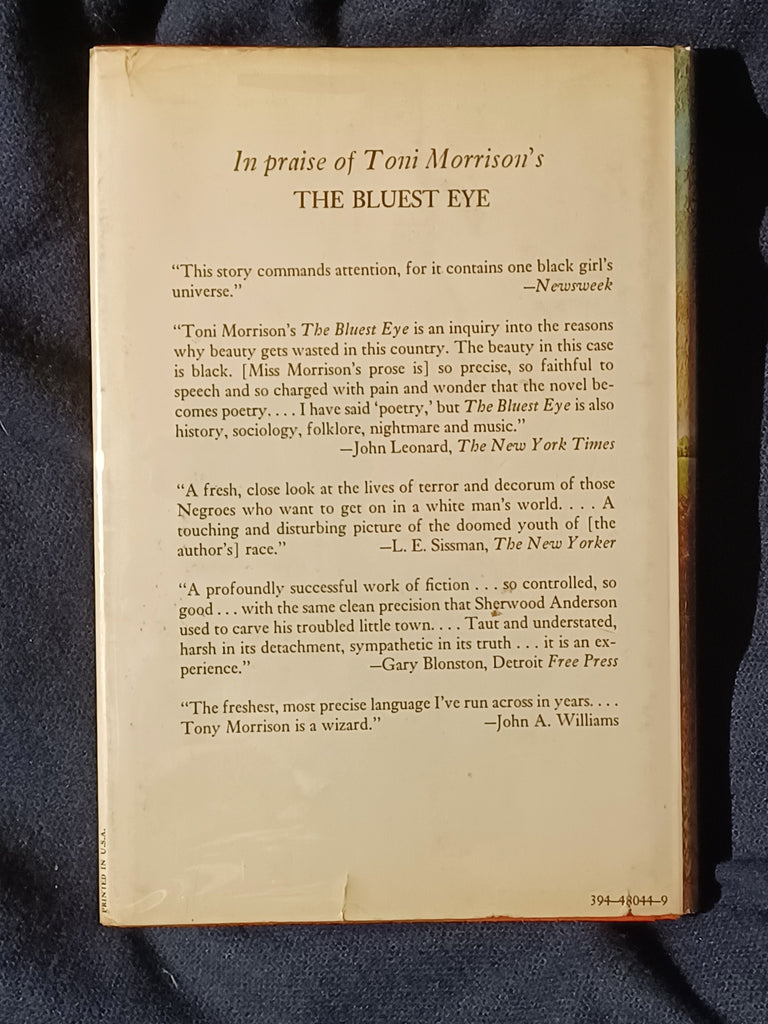 In praise of Toni Morrison's
THE BLUEST EYE
“This story commands attention, for it contains one black girl's
universe.” —Newsweek
“Toni Morrison's The Bluest Eye is an inquiry into the reasons
why beauty gets wasted in this country. The beauty in this case
is black. [Miss Morrison's prose is] so precise, so faithful to
speech and so charged with pain and wonder that the novel be-
comes poetry. . . . I have said ‘poetry,’ but The Bluest Eye is also
history, sociology, folklore, nightmare and music.”
—John Leonard, The New York Times
“A fresh, close look at the lives of terror and decorum of those
Negroes who want to get on in a white man's world. . . . A
touching and disturbing picture of the doomed youth of [the
author's] race.” —L. E. Sissman, The New Yorker
“A profoundly successful work of fiction . . . so controlled, so
good . . . with the same clean precision that Sherwood Anderson
used to carve his troubled little town. . . . Taut and understated,
harsh in its detachment, sympathetic in its truth . . . it is an ex-
perience.” —Gary Blonston, Detroit Free Press
“The freshest, most precise language I've run across in years. . . .
Tony Morrison is a wizard.” —John A. Williams
PRINTED IN U.S.A.
394-48044-9